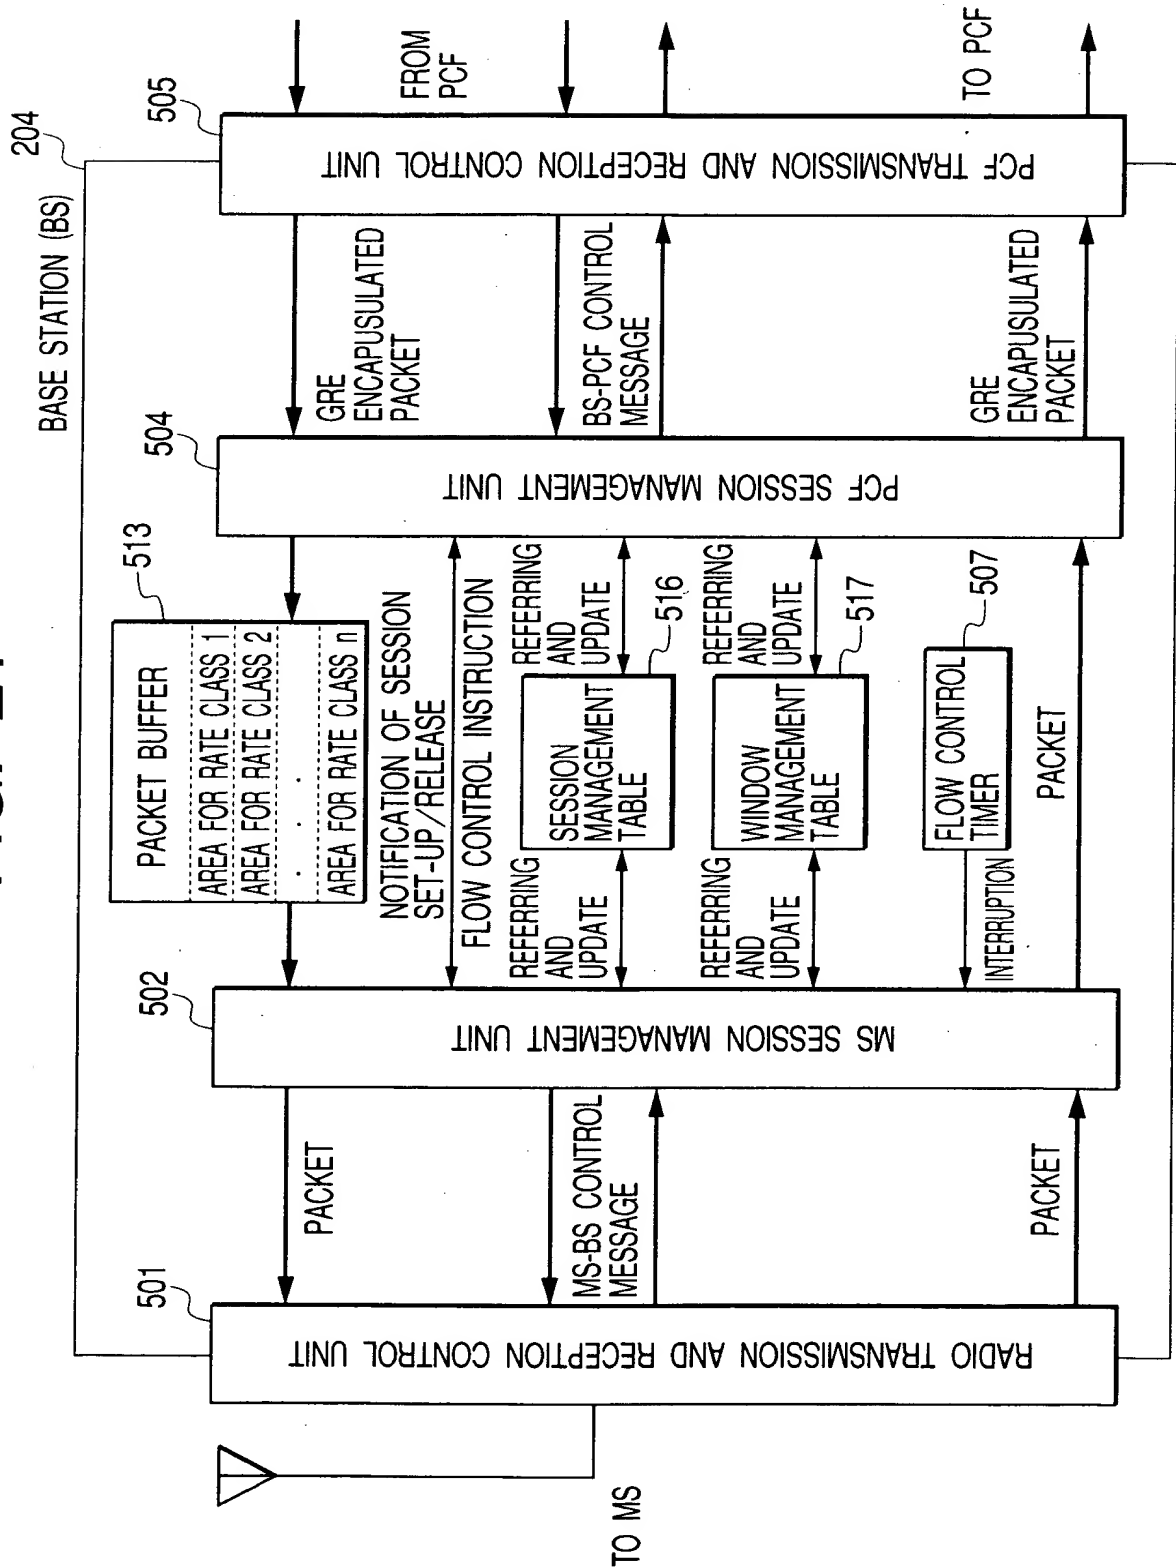 204
BASE STATION (BS)
501
RADIO TRANSMISSION AND RECEPTION CONTROL UNIT
TO MS
PACKET
MS-BS CONTROL
MESSAGE
PACKET
502
MS SESSION MANAGEMENT UNIT
513
PACKET BUFFER
AREA FOR RATE CLASS 1
AREA FOR RATE CLASS 2
. . .
AREA FOR RATE CLASS n
NOTIFICATION OF SESSION
SET-UP/RELEASE
FLOW CONTROL INSTRUCTION
REFERRING
AND
UPDATE
SESSION
MANAGEMENT
TABLE
516
REFERRING
AND
UPDATE
REFERRING
AND
UPDATE
WINDOW
MANAGEMENT
TABLE
517
REFERRING
AND
UPDATE
INTERRUPTION
FLOW CONTROL
TIMER
507
PACKET
504
PCF SESSION MANAGEMENT UNIT
GRE
ENCAPUSULATED
PACKET
BS-PCF CONTROL
MESSAGE
GRE
ENCAPUSULATED
PACKET
505
PCF TRANSMISSION AND RECEPTION CONTROL UNIT
FROM
PCF
TO PCF